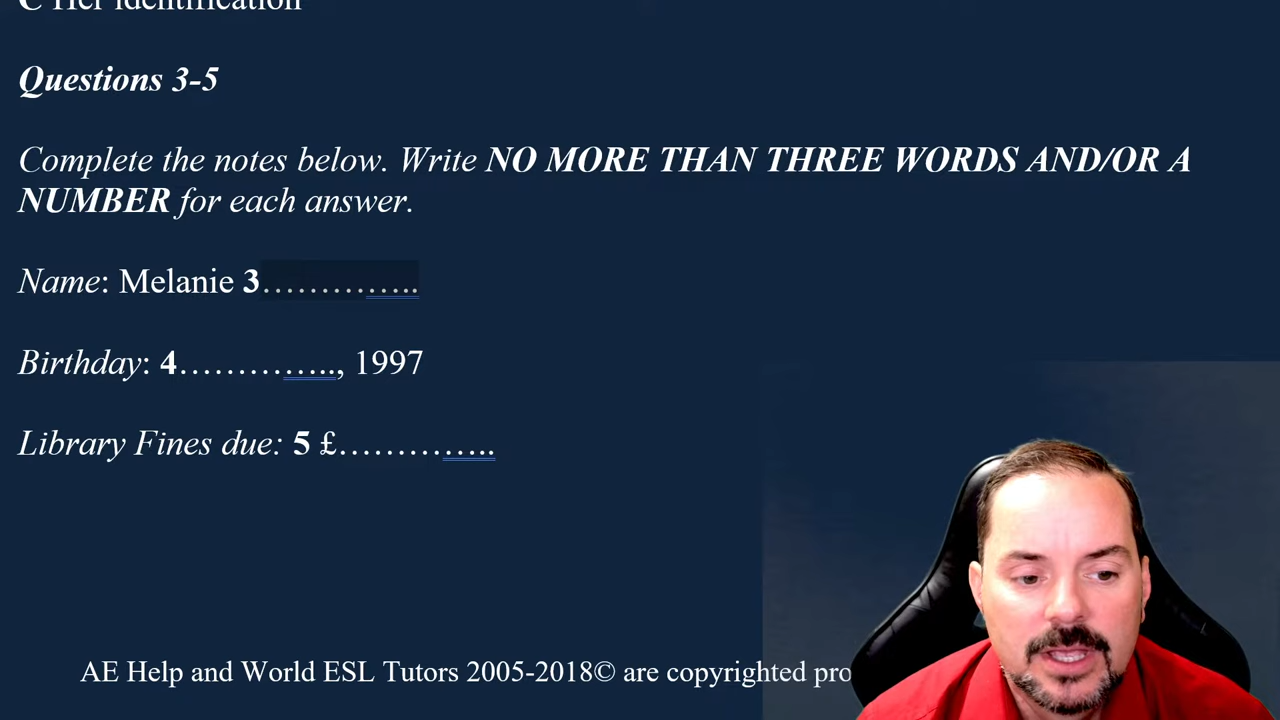 C Her identification
Questions 3-5
Complete the notes below. Write NO MORE THAN THREE WORDS AND/OR A
NUMBER for each answer.
Name: Melanie 3…………..
Birthday: 4………….., 1997
Library Fines due: 5 £…………..
AE Help and World ESL Tutors 2005-2018© are copyrighted pro